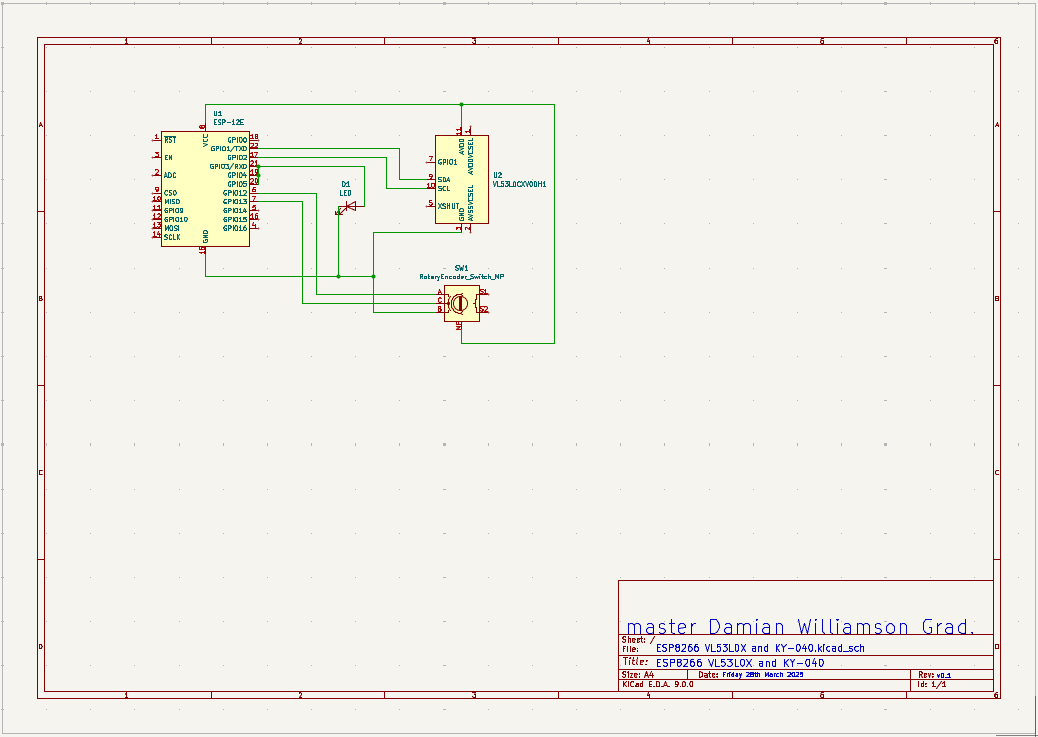 1 2 3 4 5 6
A
B
C
D
U1
ESP-12E
8
VCC
1 RST
3 EN
2 ADC
9 CS0
10 MISO
11 GPIO9
12 GPIO10
13 MOSI
14 SCLK
GPIO0 18
GPIO1/TXD 22
GPIO2 17
GPIO3/RXD 21
GPIO4 19
GPIO5 20
GPIO12 6
GPIO13 7
GPIO14 5
GPIO15 16
GPIO16 4
GND
15
D1
LED
U2
VL53L0CXV0DH1
11 1
AVDD AVDDVCSEL
7 GPIO1
9 SDA
10 SCL
5 XSHUT
GND AVSSVCSEL
3 2
SW1
RotaryEncoder_Switch_MP
A
C
B
S1
S2
MP
master Damian Williamson Grad.
Sheet: /
File: ESP8266 VL53L0X and KY-040.kicad_sch
Title: ESP8266 VL53L0X and KY-040
Size: A4 Date: Friday 28th March 2025 Rev: v0.1
KiCad E.D.A. 9.0.0 Id: 1/1
A
B
C
D
1 2 3 4 5 6